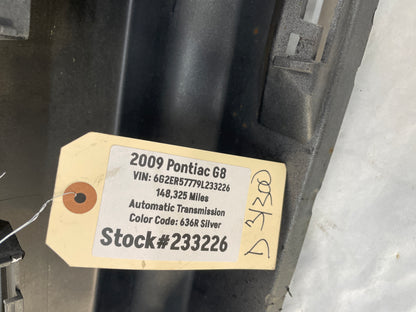 2009 Pontiac G8
VIN: 6G2ER57779L233226
148,325 Miles
Automatic Transmission
Color Code: 636R Silver
Stock#233226